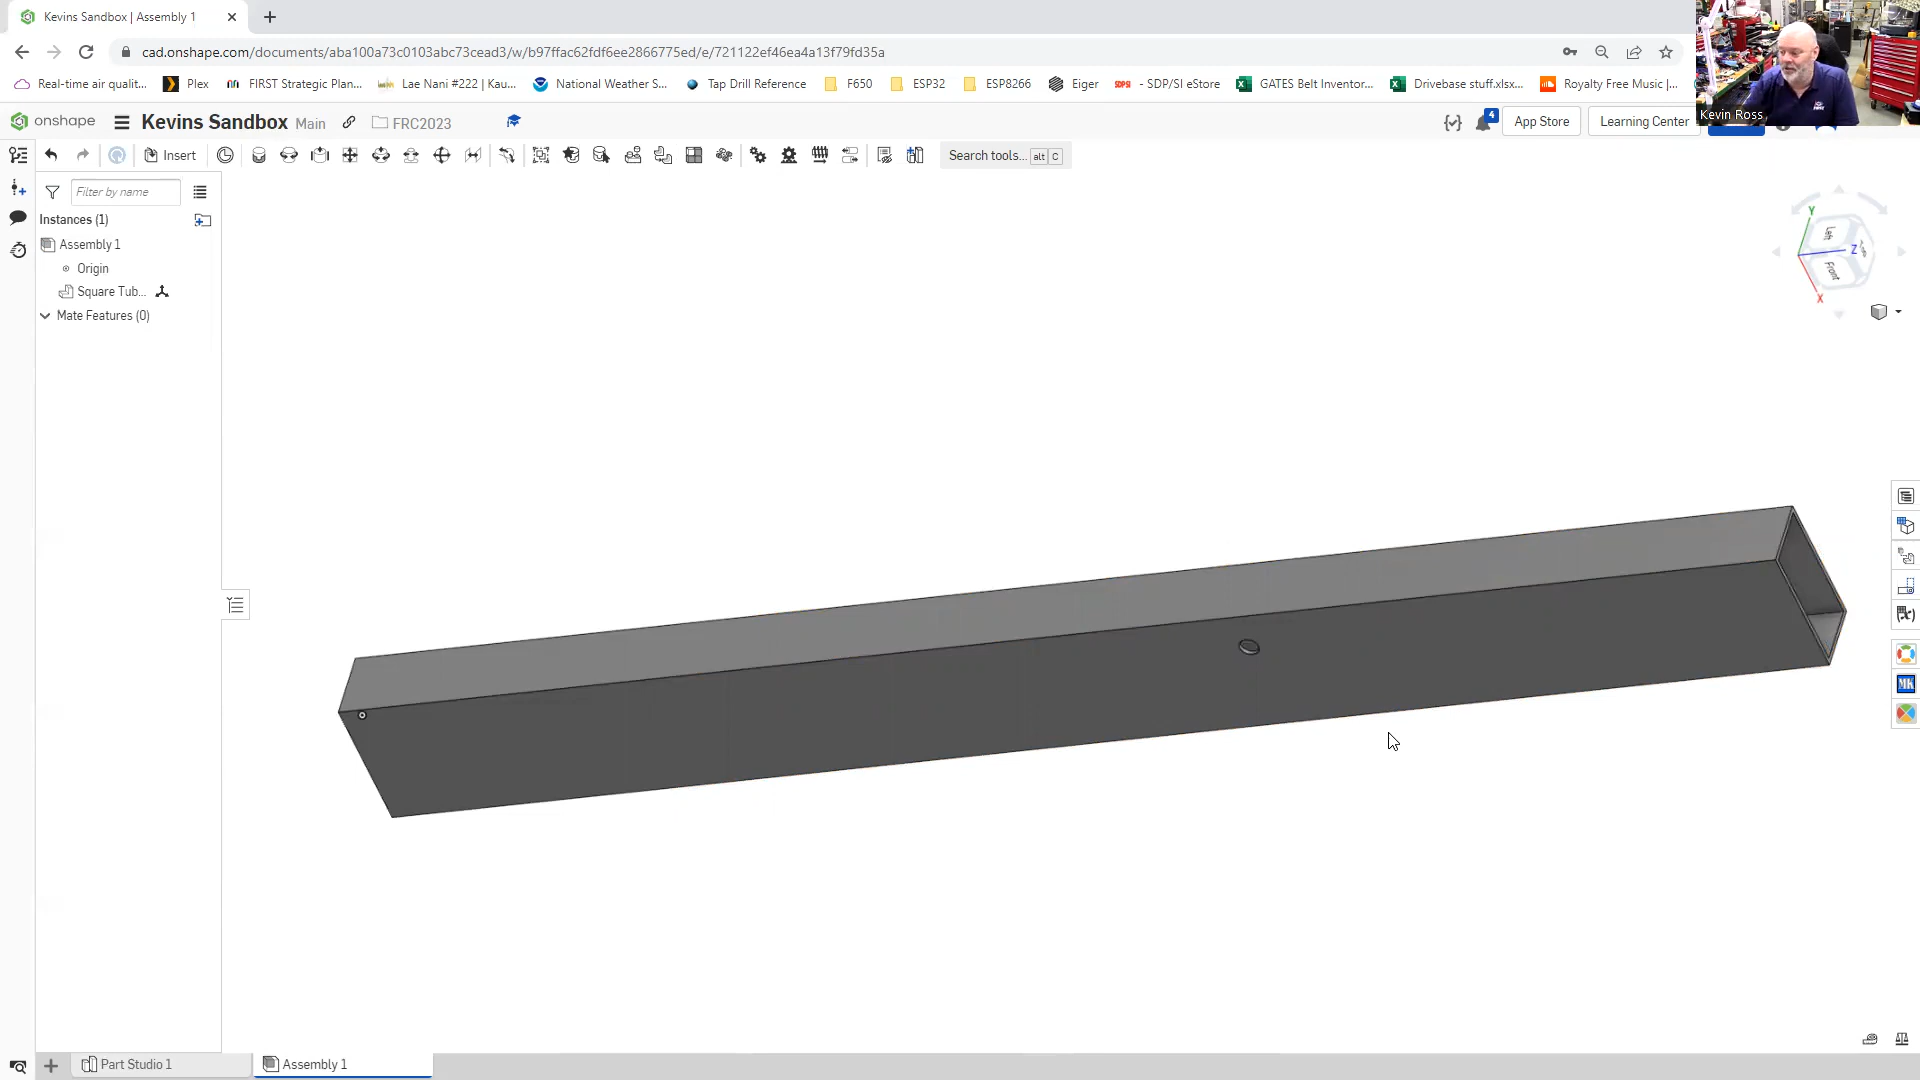 Kevins Sandbox | Assembly 1
cad.onshape.com/documents/aba100a73c0103abc73cead3/w/b97ffac62fdf6ee2866775ed/e/721122ef46ea4a13f79fd35a
Real-time air qualit...
Plex
FIRST Strategic Plan...
Lae Nani #222 | Kau...
National Weather S...
Tap Drill Reference
F650
ESP32
ESP8266
Eiger
- SDP/SI eStore
GATES Belt Inventor...
Drivebase stuff.xlsx...
Royalty Free Music |...
Kevin Ross
onshape
Kevins Sandbox
Main
FRC2023
4
App Store
Learning Center
Insert
Search tools...
alt
C
Filter by name
Instances (1)
Assembly 1
Origin
Square Tub...
Mate Features (0)
Y
Left
Z
Front
X
(x)
MK
Part Studio 1
Assembly 1